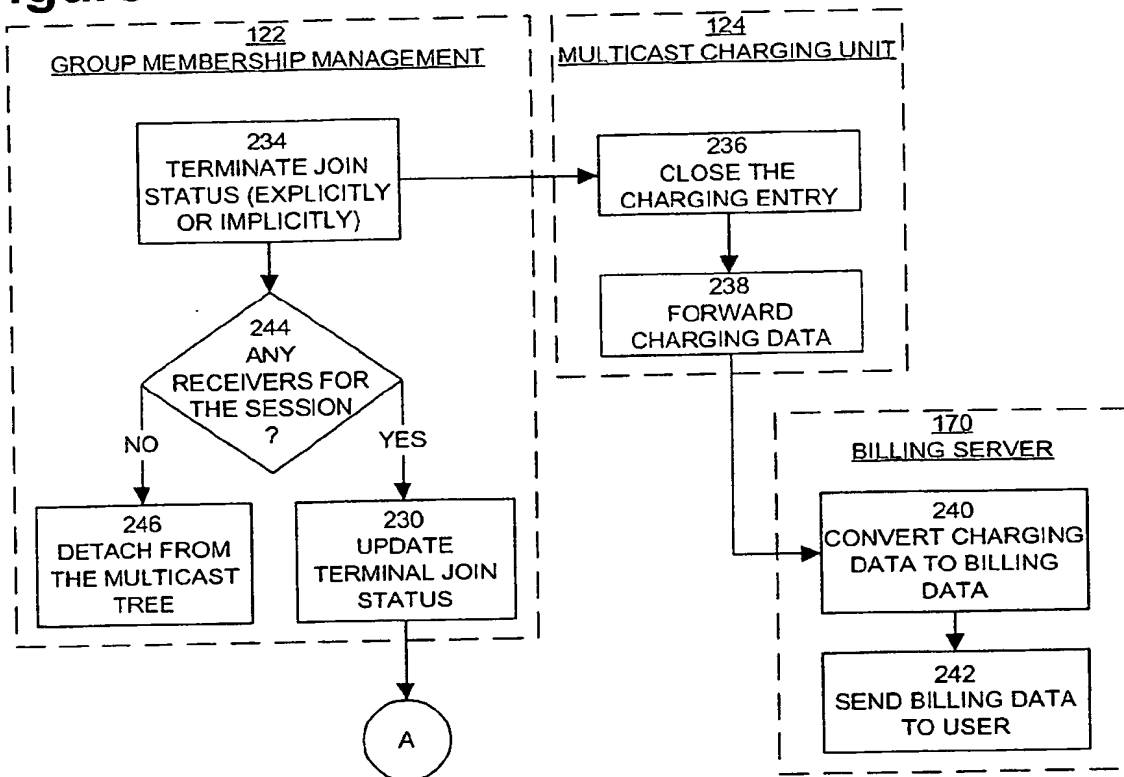 122
GROUP MEMBERSHIP MANAGEMENT
234
TERMINATE JOIN
STATUS (EXPLICITLY
OR IMPLICITLY)
244
ANY
RECEIVERS FOR
THE SESSION
?
NO
YES
246
DETACH FROM
THE MULTICAST
TREE
230
UPDATE
TERMINAL JOIN
STATUS
A
124
MULTICAST CHARGING UNIT
236
CLOSE THE
CHARGING ENTRY
238
FORWARD
CHARGING DATA
170
BILLING SERVER
240
CONVERT CHARGING
DATA TO BILLING
DATA
242
SEND BILLING DATA
TO USER